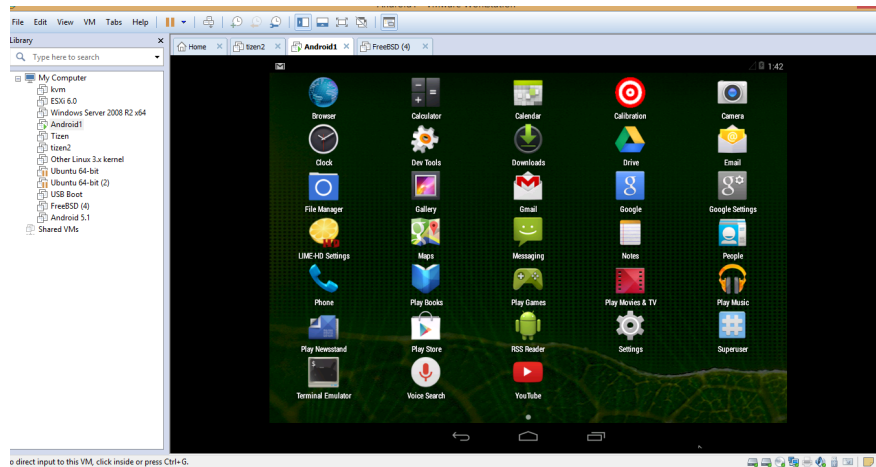 File Edit View VM Tabs Help
Library
Type here to search
My Computer
kvm
ESXi 6.0
Windows Server 2008 R2 x64
Android1
Tizen
tizen2
Other Linux 3.x kernel
Ubuntu 64-bit
Ubuntu 64-bit (2)
USB Boot
FreeBSD (4)
Android 5.1
Shared VMs
Home tizen2 Android1 FreeBSD (4)
1:42
Browser Calculator Calendar Calibration Camera
Clock Dev Tools Downloads Drive Email
File Manager Gallery Gmail Google Google Settings
HD
LIME-HD Settings Maps Messaging Notes People
Phone Play Books Play Games Play Movies & TV Play Music
Play Newsstand Play Store RSS Reader Settings Superuser
Terminal Emulator Voice Search YouTube
o direct input to this VM, click inside or press Ctrl+G.